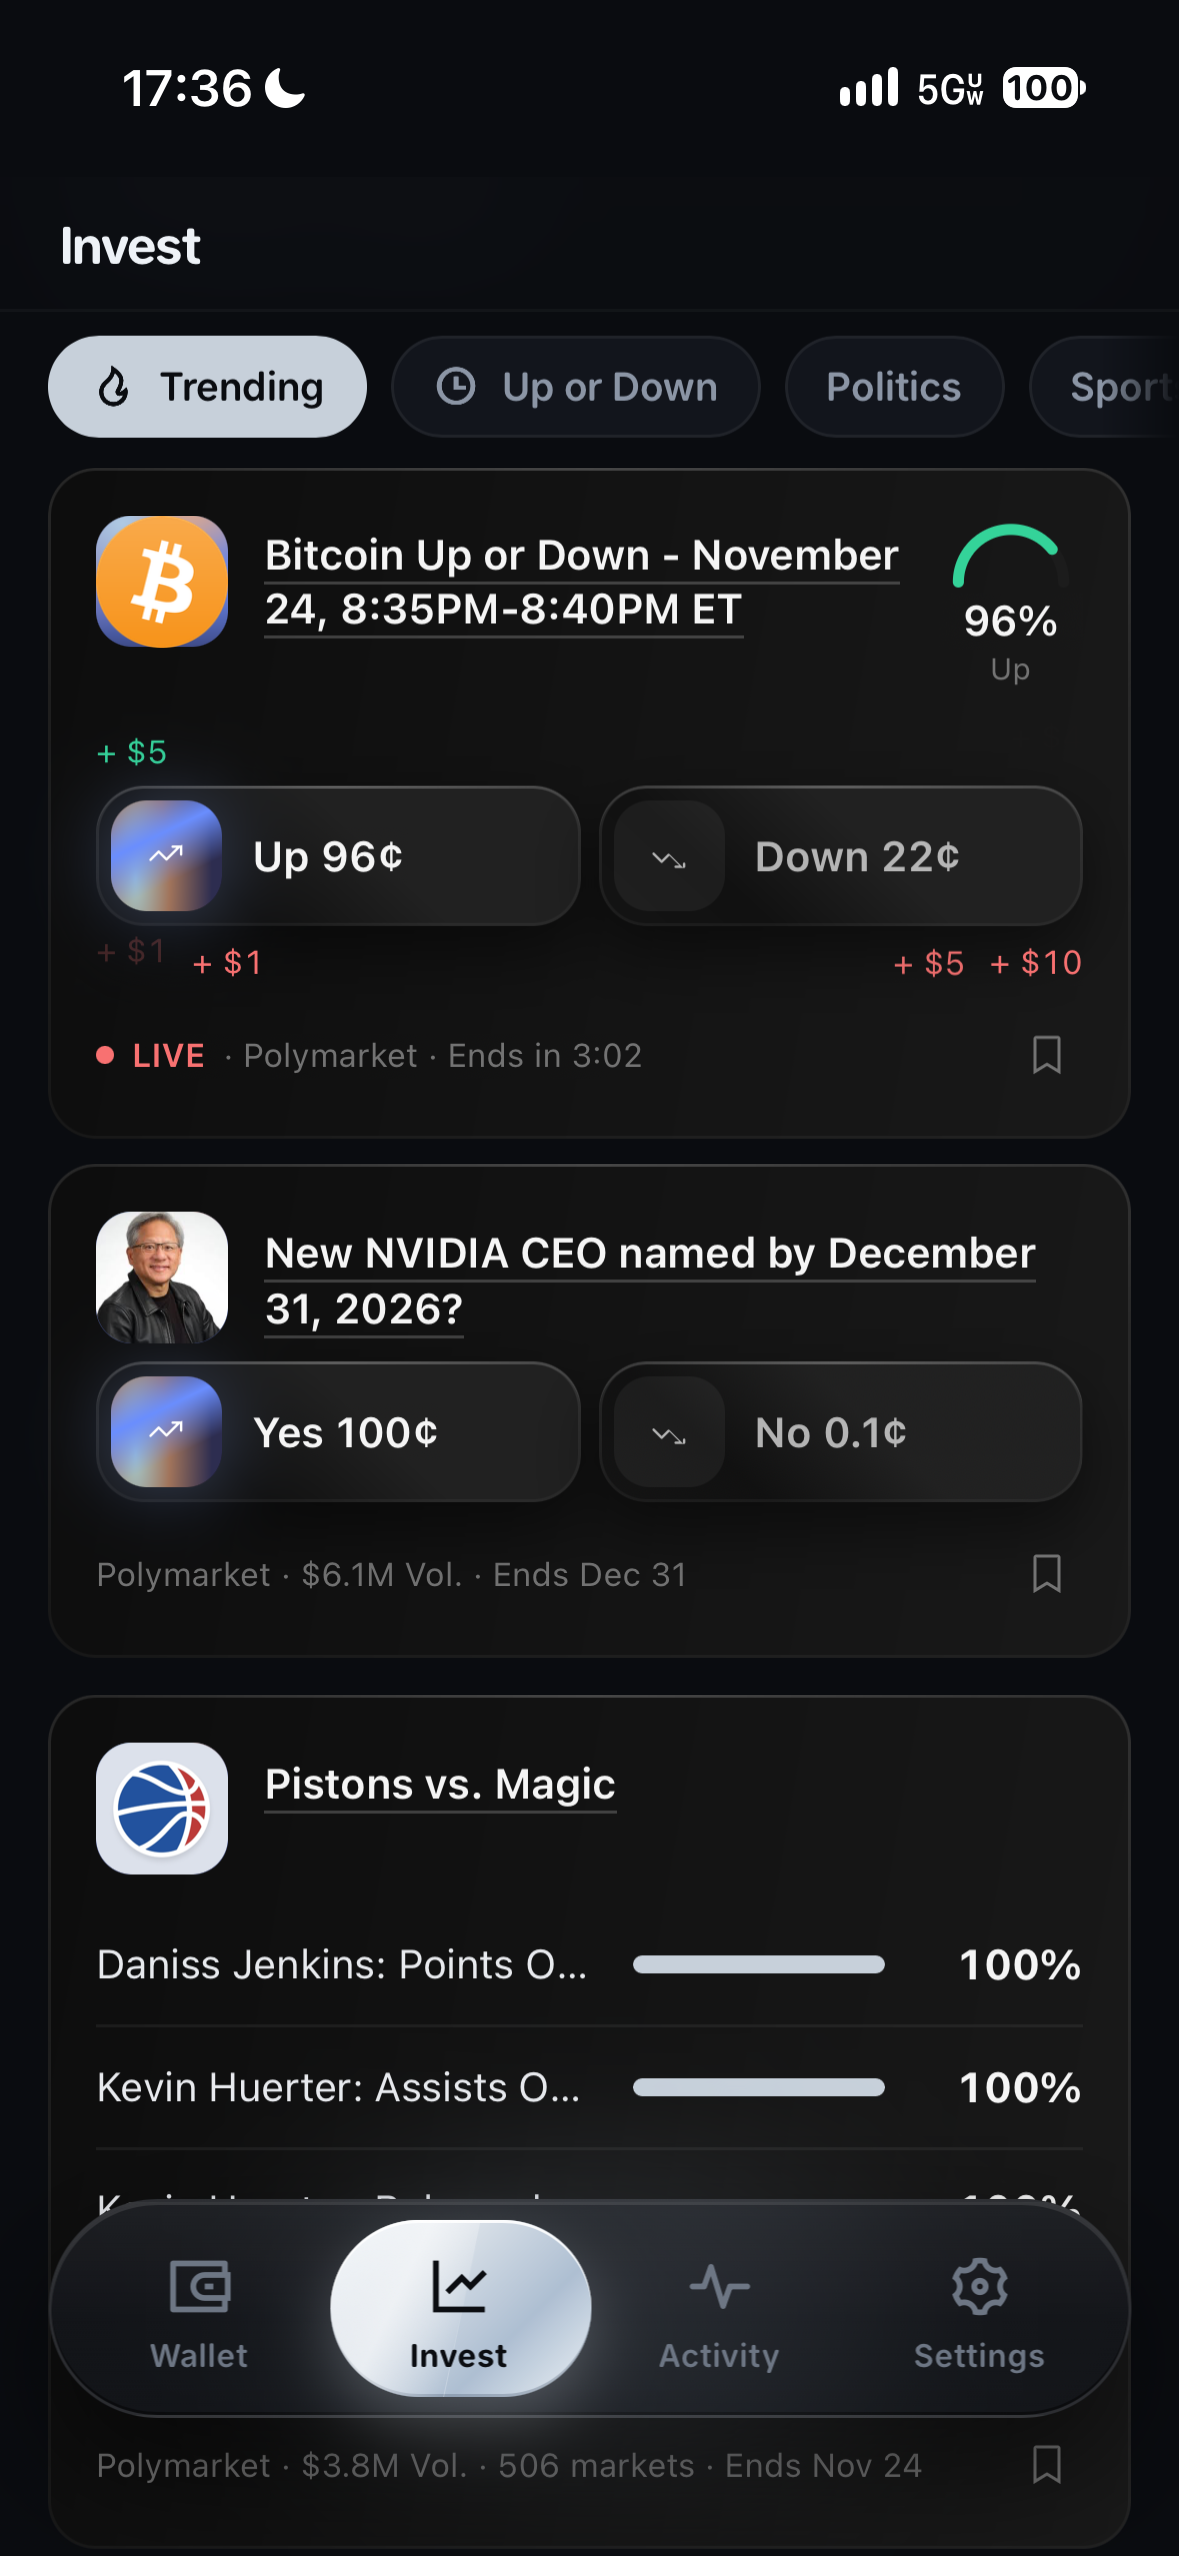 17:36
5G UW 100
Invest
Trending
Up or Down
Politics
Sport
Bitcoin Up or Down - November
24, 8:35PM-8:40PM ET
96%
Up
+ $5
Up 96¢
Down 22¢
+ $1 + $1
+ $5 + $10
LIVE · Polymarket · Ends in 3:02
New NVIDIA CEO named by December
31, 2026?
Yes 100¢
No 0.1¢
Polymarket · $6.1M Vol. · Ends Dec 31
Pistons vs. Magic
Daniss Jenkins: Points O... 100%
Kevin Huerter: Assists O... 100%
Wallet
Invest
Activity
Settings
Polymarket · $3.8M Vol. · 506 markets · Ends Nov 24